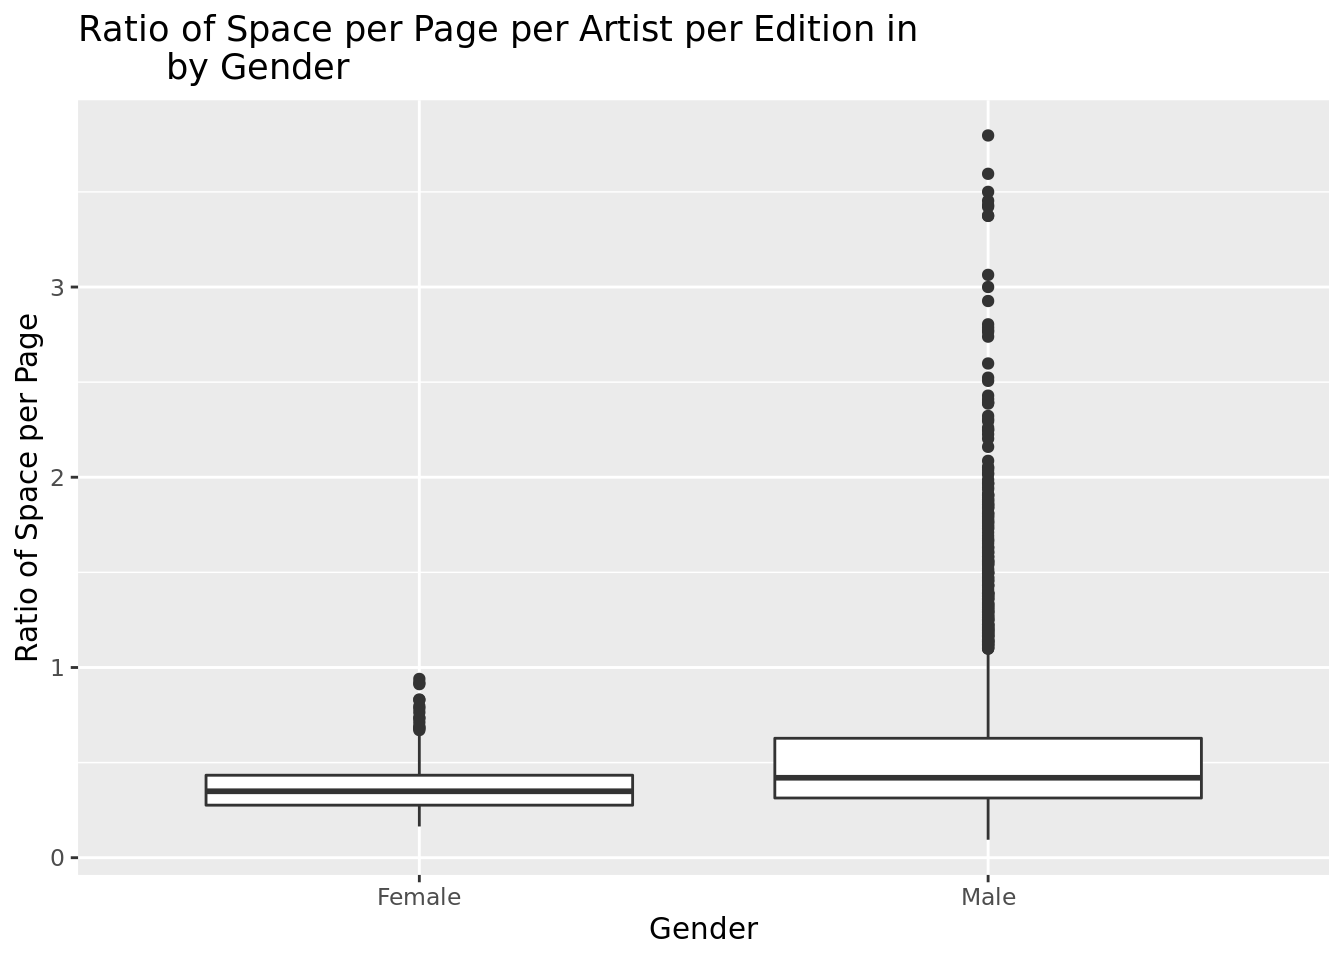 Ratio of Space per Page per Artist per Edition in
by Gender
Ratio of Space per Page
3
2
1
0
Female
Male
Gender